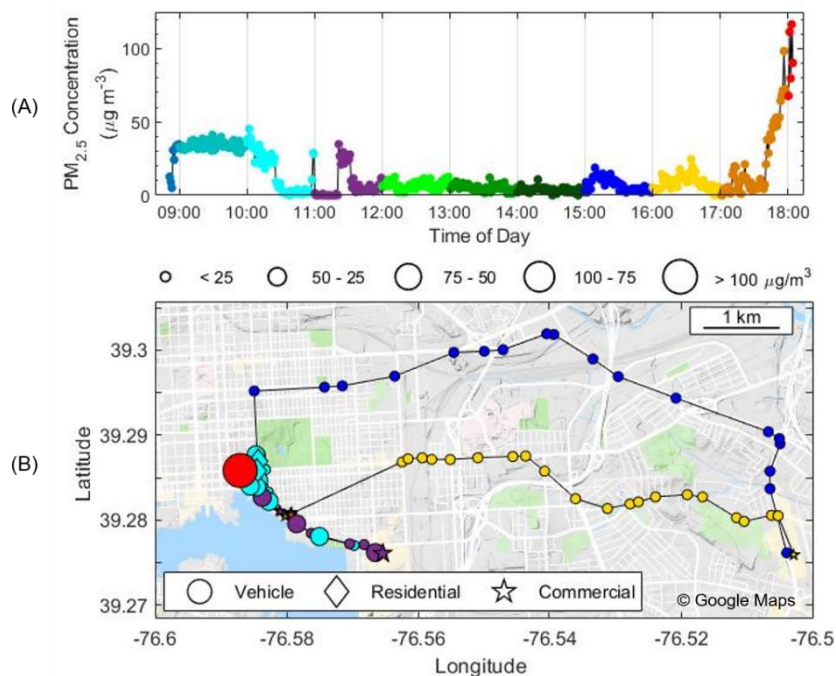 (A)
PM2.5 Concentration
(μg m-3)
100
50
0
09:00 10:00 11:00 12:00 13:00 14:00 15:00 16:00 17:00 18:00
Time of Day
< 25 50 - 25 75 - 50 100 - 75 > 100 μg/m3
(B)
Latitude
39.3
39.29
39.28
39.27
1 km
Vehicle Residential Commercial
© Google Maps
-76.6 -76.58 -76.56 -76.54 -76.52 -76.5
Longitude